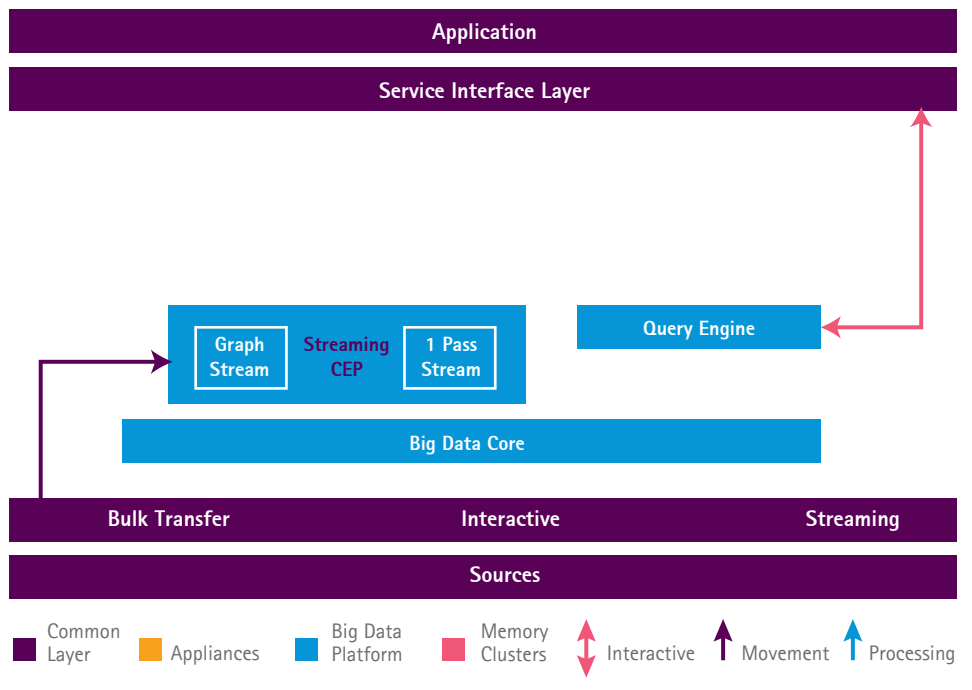 Application
Service Interface Layer
Query Engine
Graph
Stream
Streaming
CEP
1 Pass
Stream
Big Data Core
Bulk Transfer
Interactive
Streaming
Sources
Common
Layer
Appliances
Big Data
Platform
Memory
Clusters
Interactive
Movement
Processing